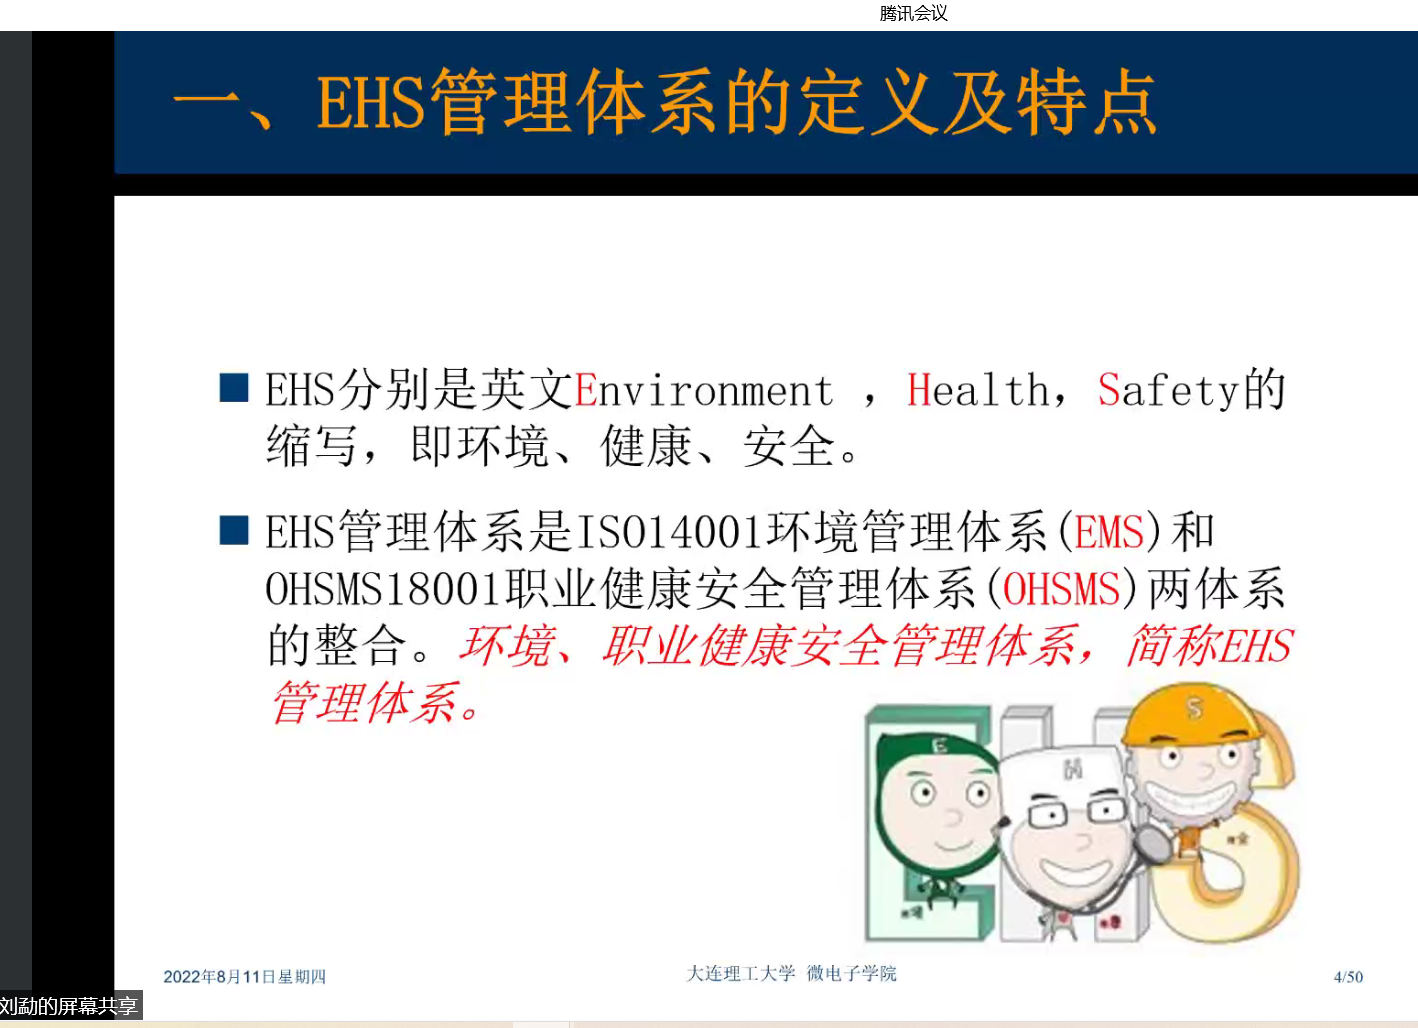 腾讯会议
一、EHS管理体系的定义及特点
EHS分别是英文Environment ，Health，Safety的
缩写，即环境、健康、安全。
EHS管理体系是ISO14001环境管理体系(EMS)和
OHSMS18001职业健康安全管理体系(OHSMS)两体系
的整合。环境、职业健康安全管理体系，简称EHS
管理体系。
E
H
S
2022年8月11日星期四
大连理工大学 微电子学院
4/50
刘勐的屏幕共享